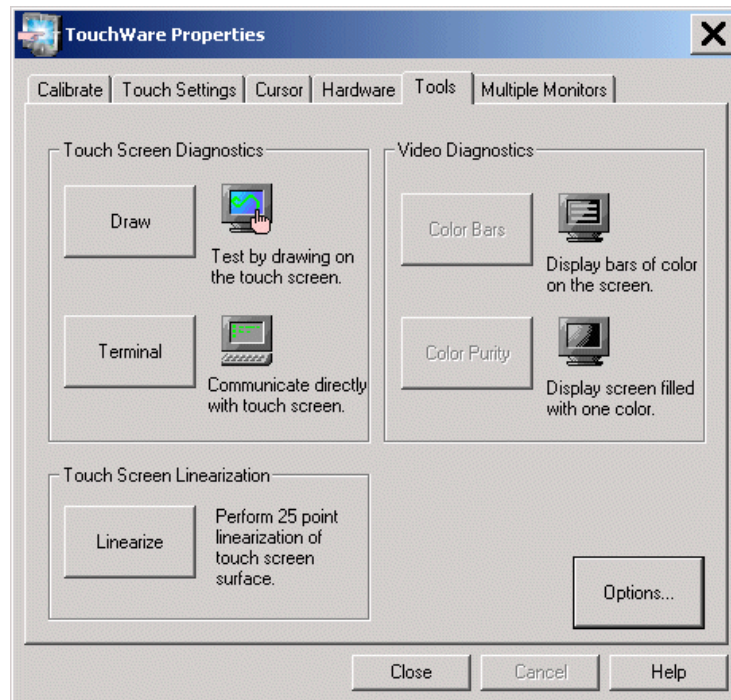 TouchWare Properties
Calibrate
Touch Settings
Cursor
Hardware
Tools
Multiple Monitors
Touch Screen Diagnostics
Draw
Test by drawing on
the touch screen.
Terminal
Communicate directly
with touch screen.
Video Diagnostics
Color Bars
Display bars of color
on the screen.
Color Purity
Display screen filled
with one color.
Touch Screen Linearization
Linearize
Perform 25 point
linearization of
touch screen
surface.
Options...
Close
Cancel
Help